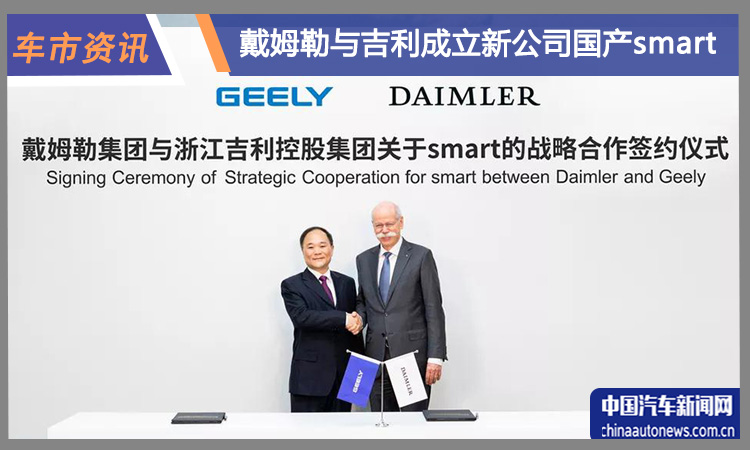 车市资讯
戴姆勒与吉利成立新公司国产smart
GEELY DAIMLER
戴姆勒集团与浙江吉利控股集团关于smart的战略合作签约仪式
Signing Ceremony of Strategic Cooperation for smart between Daimler and Geely
GEELY
DAIMLER
中国汽车新闻网
chinaautonews.com.cn